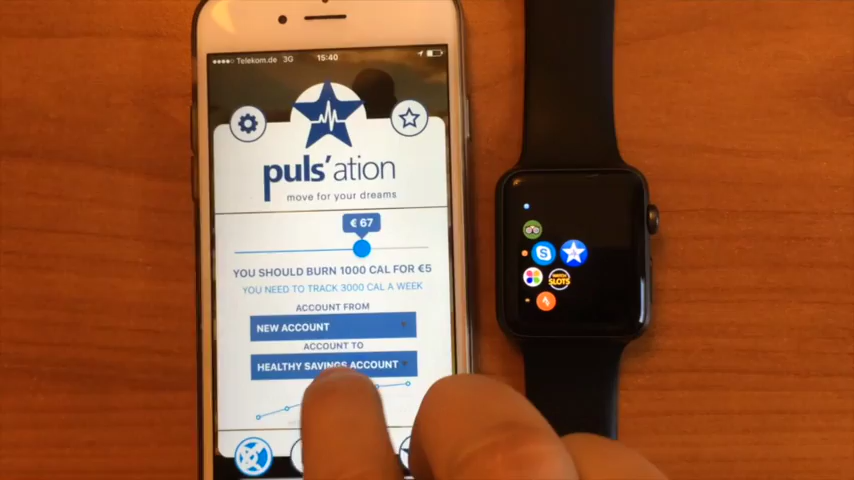 Telekom.de 3G 15:40
puls'ation
move for your dreams
€ 67
YOU SHOULD BURN 1000 CAL FOR €5
YOU NEED TO TRACK 3000 CAL A WEEK
ACCOUNT FROM
NEW ACCOUNT
ACCOUNT TO
HEALTHY SAVINGS ACCOUNT
SLOTS